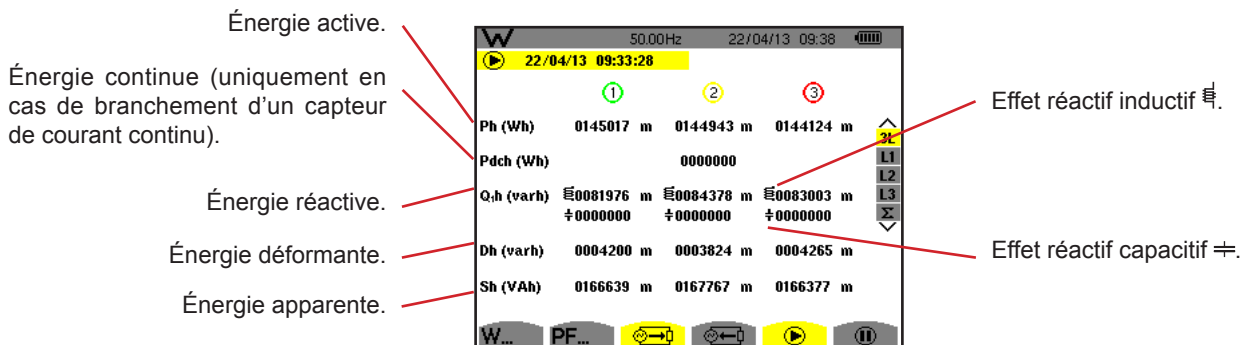 Énergie active.
Énergie continue (uniquement en
cas de branchement d'un capteur
de courant continu).
Énergie réactive.
Énergie déformante.
Énergie apparente.
W 50.00Hz 22/04/13 09:38
22/04/13 09:33:28
1 2 3
Ph (Wh) 0145017 m 0144943 m 0144124 m
Pdch (Wh) 0000000
Q₁h (varh) 0081976 m 0084378 m 0083003 m
0000000 0000000 0000000
Dh (varh) 0004200 m 0003824 m 0004265 m
Sh (VAh) 0166639 m 0167767 m 0166377 m
3L
L1
L2
L3
Σ
W... PF...
Effet réactif inductif.
Effet réactif capacitif.